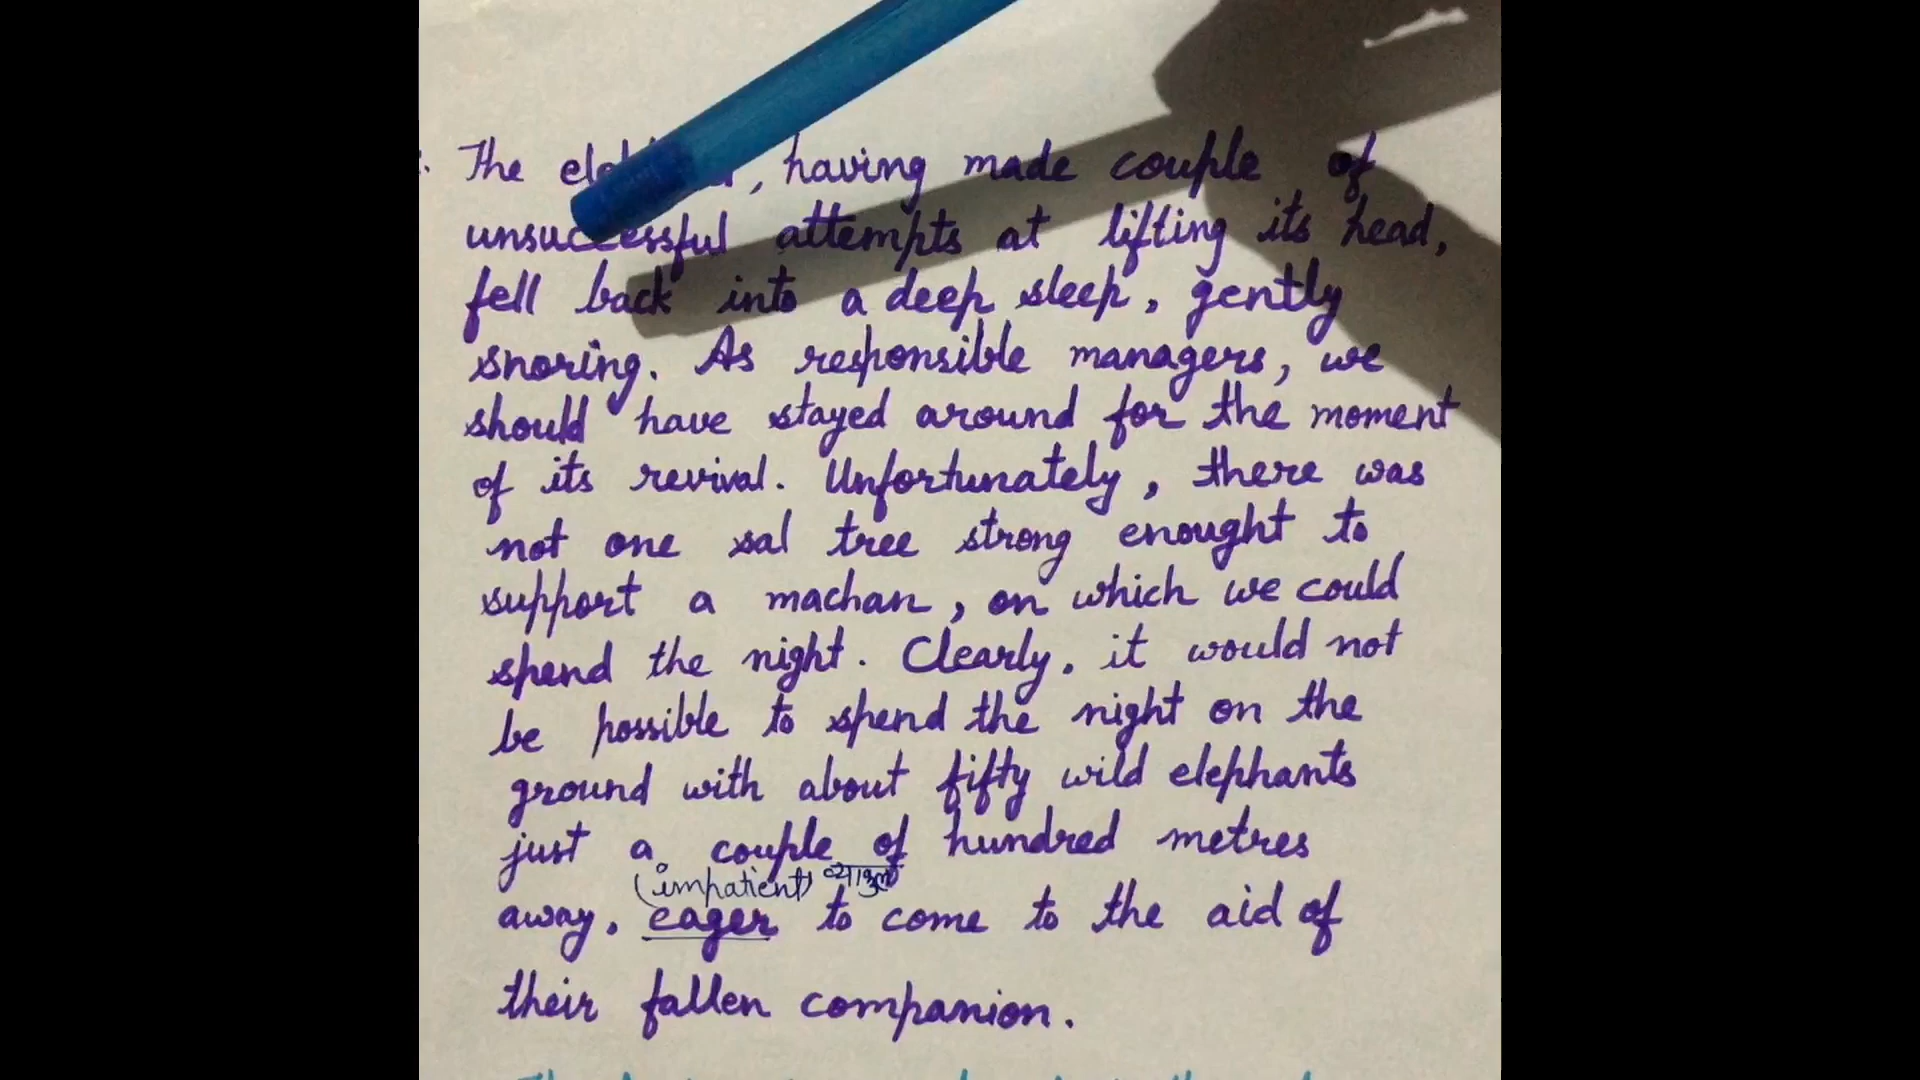 The, having made couple of
unsuccessful attempts at lifting its head,
fell back into a deep sleep, gently
snoring. As responsible managers, we
should have stayed around for the moment
of its revival. Unfortunately, there was
not one sal tree strong enought to
support a machan, on which we could
spend the night. Clearly, it would not
be possible to spend the night on the
ground with about fifty wild elephants
just a couple of hundred metres
(impatient) व्याकुल
away, eager to come to the aid of
their fallen companion.